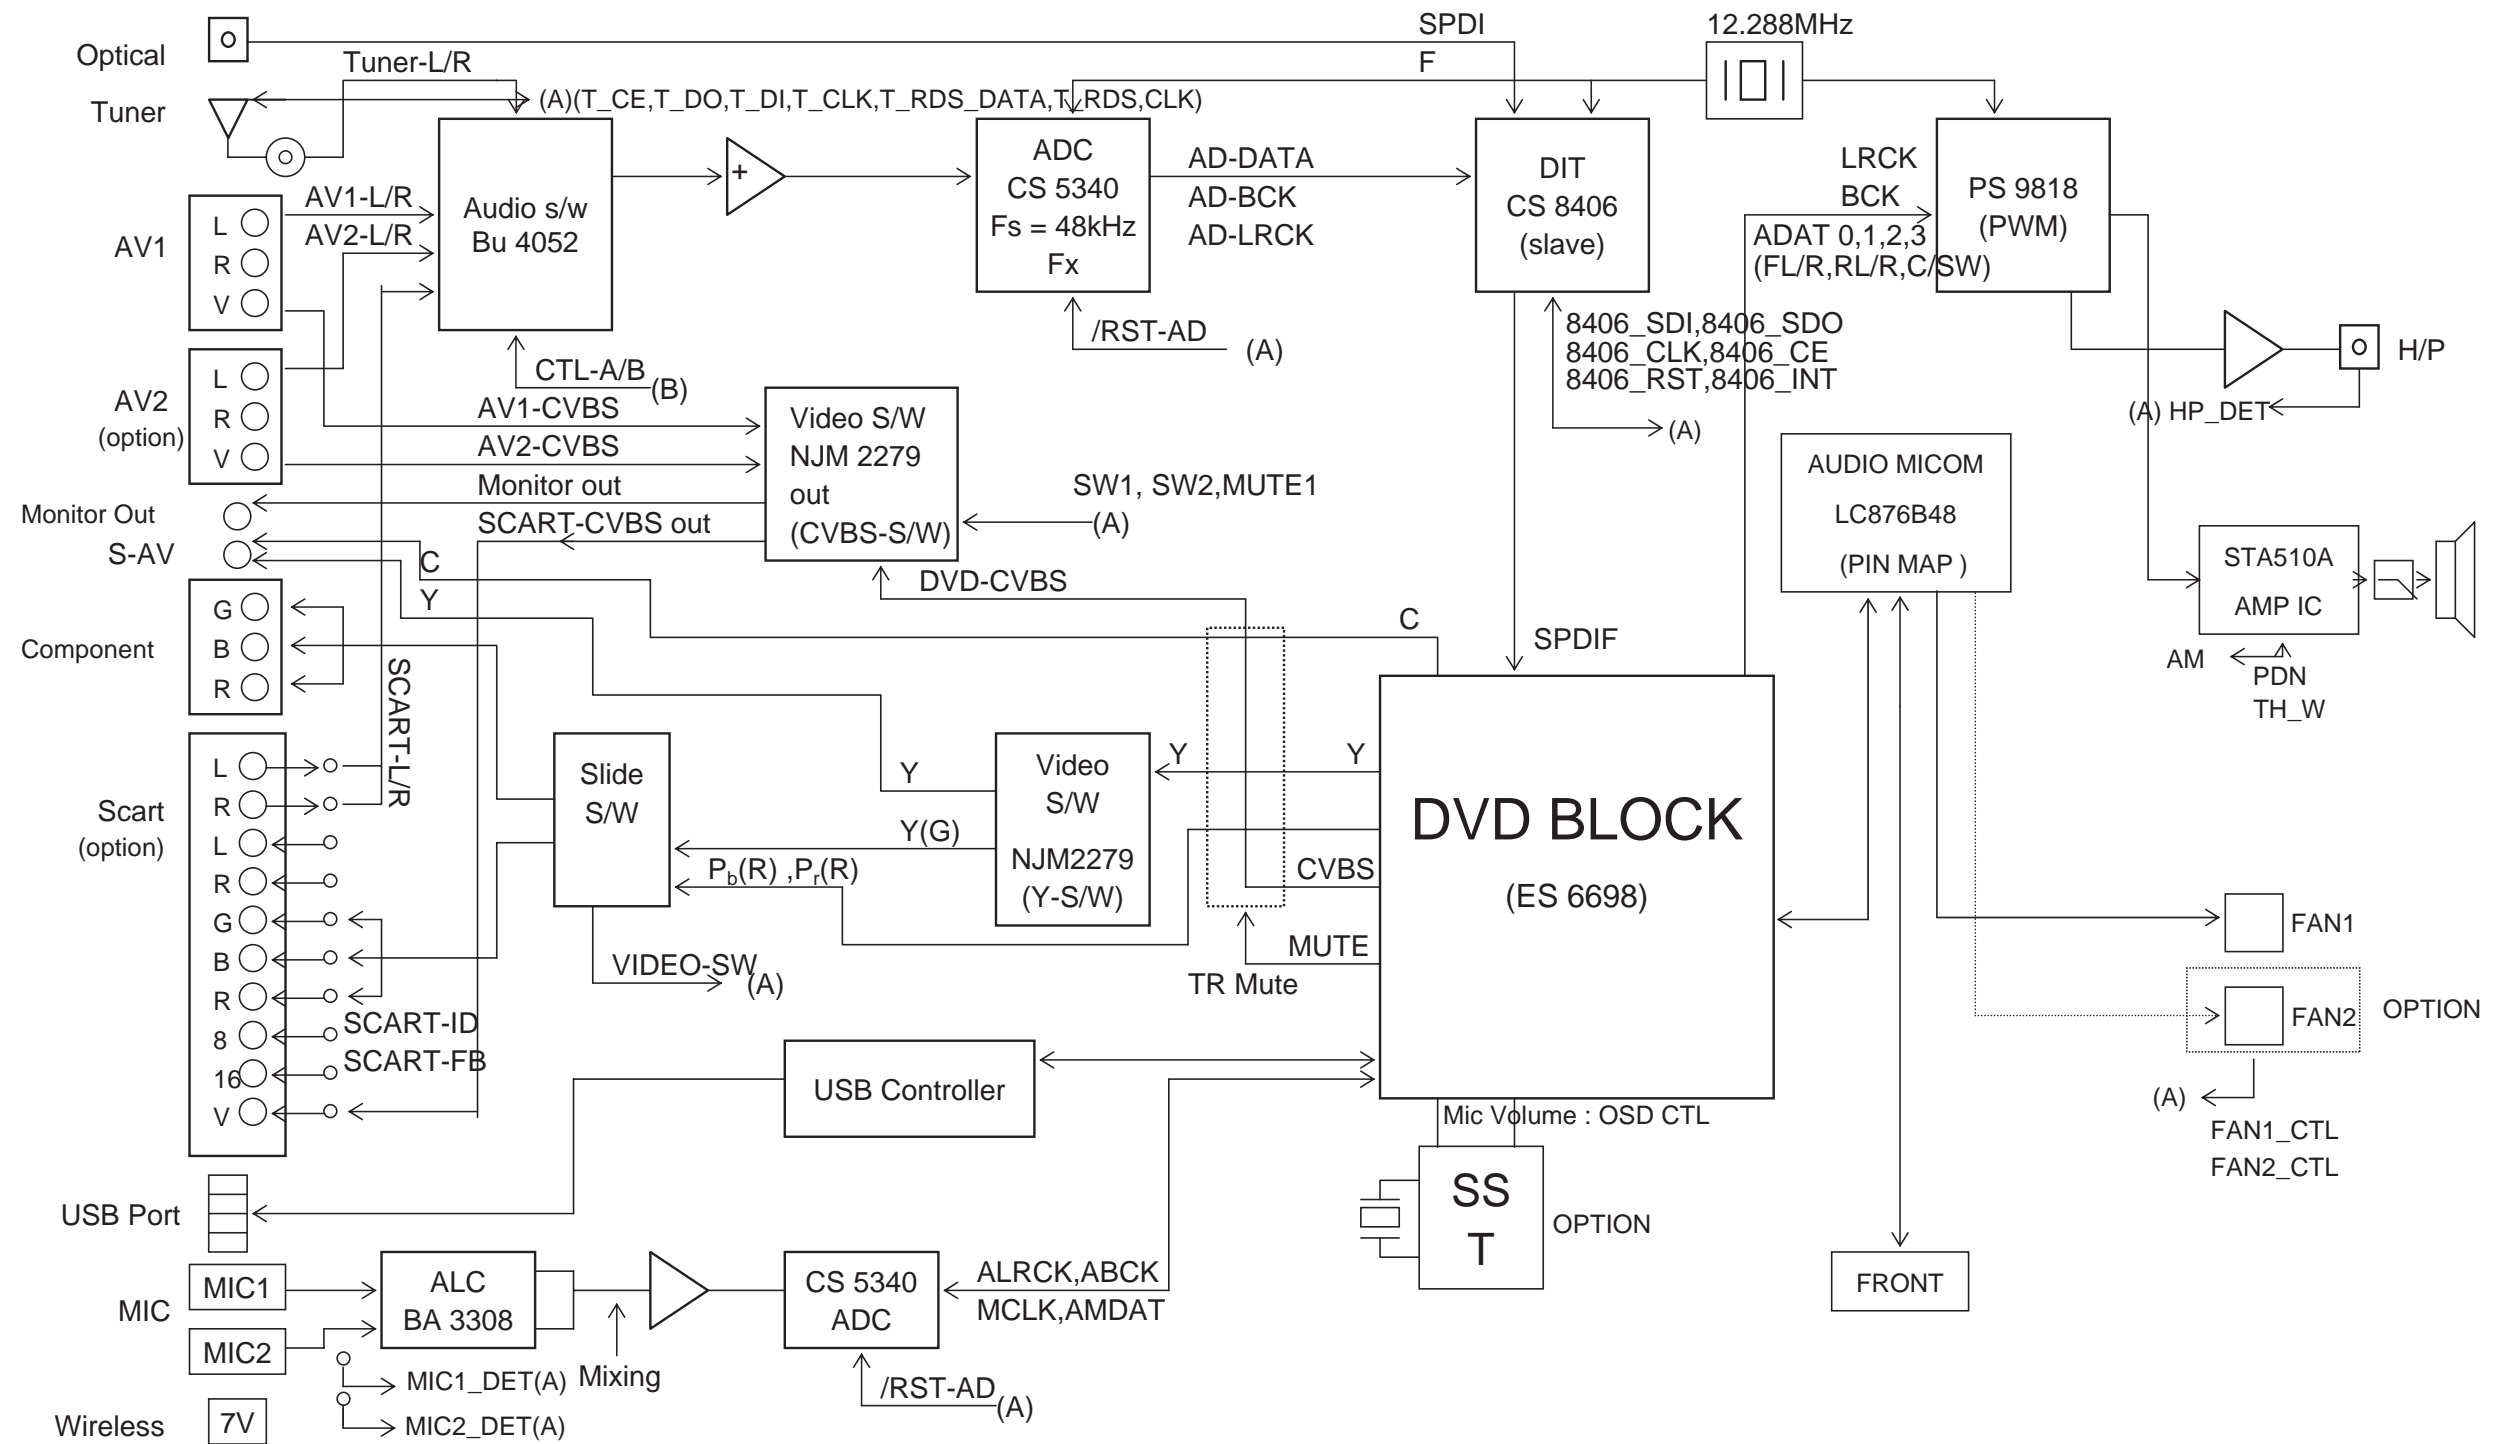 Optical
SPDI
F
12.288MHz
Tuner-L/R
Tuner
(A)(T_CE,T_DO,T_DI,T_CLK,T_RDS_DATA,T_RDS,CLK)
Audio s/w
Bu 4052
+
ADC
CS 5340
Fs = 48kHz
Fx
AD-DATA
AD-BCK
AD-LRCK
DIT
CS 8406
(slave)
LRCK
BCK
ADAT 0,1,2,3
(FL/R,RL/R,C/SW)
PS 9818
(PWM)
AV1
L
R
V
AV1-L/R
AV2-L/R
/RST-AD
(A)
8406_SDI,8406_SDO
8406_CLK,8406_CE
8406_RST,8406_INT
(A)
H/P
(A) HP_DET
CTL-A/B
(B)
AV2
(option)
L
R
V
AV1-CVBS
AV2-CVBS
Monitor out
SCART-CVBS out
Video S/W
NJM 2279
out
(CVBS-S/W)
SW1, SW2,MUTE1
(A)
AUDIO MICOM
LC876B48
(PIN MAP )
Monitor Out
S-AV
C
Y
DVD-CVBS
C
SPDIF
STA510A
AMP IC
AM
PDN
TH_W
Component
G
B
R
SCART-L/R
Scart
(option)
L
R
L
R
G
B
R
8
16
V
SCART-ID
SCART-FB
Slide
S/W
Y
Y(G)
Pb(R) ,Pr(R)
VIDEO-SW
(A)
Video
S/W
NJM2279
(Y-S/W)
Y
Y
CVBS
MUTE
TR Mute
DVD BLOCK
(ES 6698)
FAN1
FAN2
OPTION
(A)
FAN1_CTL
FAN2_CTL
USB Controller
Mic Volume : OSD CTL
SS
T
OPTION
USB Port
MIC
MIC1
MIC2
ALC
BA 3308
Mixing
CS 5340
ADC
ALRCK,ABCK
MCLK,AMDAT
FRONT
MIC1_DET(A)
MIC2_DET(A)
/RST-AD
(A)
Wireless
7V